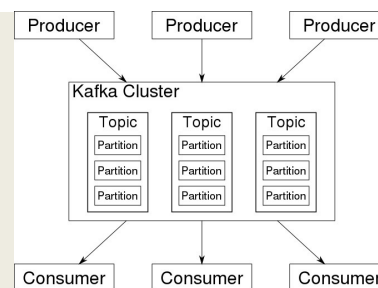 Producer Producer Producer
Kafka Cluster
Topic Topic Topic
Partition Partition Partition
Partition Partition Partition
Partition Partition Partition
Consumer Consumer Consumer